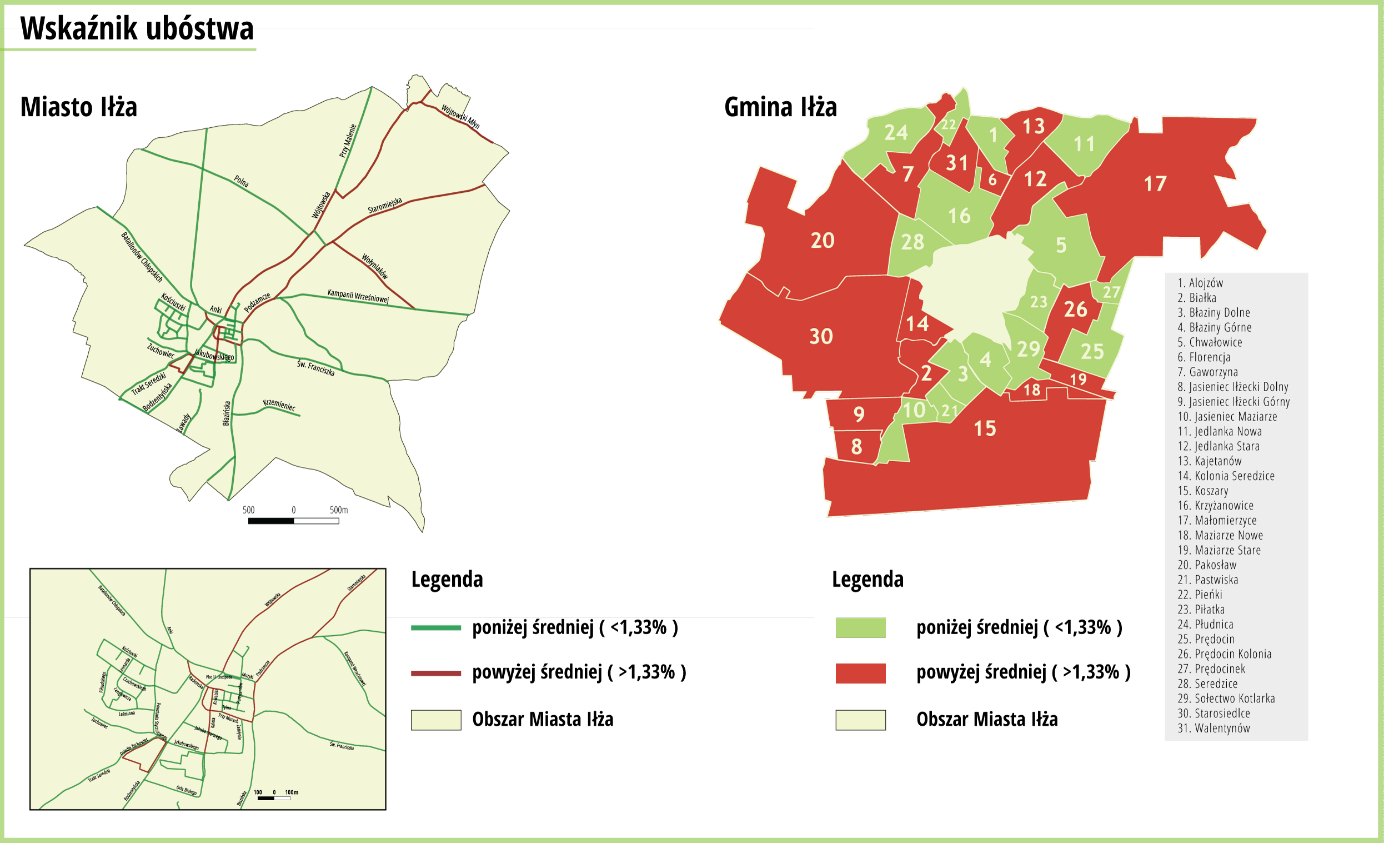 Wskaźnik ubóstwa
Miasto Iłża
Wójtowski Młyn
Przy Malenie
Polna
Wójtowska
Staromiejska
Batalionów Chłopskich
Wołyniaków
Kościuszki
Anki
Podzamcze
Kampanii Wrześniowej
Żuchowiec
Jakubowskiego
Św. Franciszka
Trakt Seredzki
Bodzentyńska
Zawady
Błazińska
Krzemieniec
500 0 500m
Gmina Iłża
24
22
1
13
11
31
7
6
12
17
16
20
28
5
27
23
26
14
30
29
25
4
3
2
19
18
10
21
9
15
8
1. Alojzów
2. Białka
3. Błaziny Dolne
4. Błaziny Górne
5. Chwałowice
6. Florencja
7. Gaworzyna
8. Jasieniec Iłżecki Dolny
9. Jasieniec Iłżecki Górny
10. Jasieniec Maziarze
11. Jedlanka Nowa
12. Jedlanka Stara
13. Kajetanów
14. Kolonia Seredzice
15. Koszary
16. Krzyżanowice
17. Małomierzyce
18. Maziarze Nowe
19. Maziarze Stare
20. Pakosław
21. Pastwiska
22. Pieńki
23. Piłatka
24. Płudnica
25. Prędocin
26. Prędocin Kolonia
27. Prędocinek
28. Seredzice
29. Sołectwo Kotlarka
30. Starosiedlce
31. Walentynów
100 0 100m
Legenda
poniżej średniej ( <1,33% )
powyżej średniej ( >1,33% )
Obszar Miasta Iłża
Legenda
poniżej średniej ( <1,33% )
powyżej średniej ( >1,33% )
Obszar Miasta Iłża